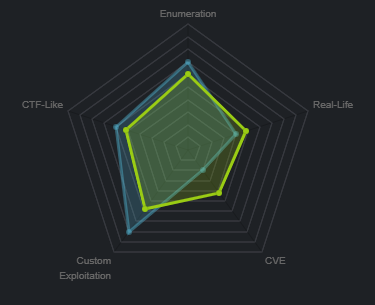 Enumeration
CTF-Like
Real-Life
Custom
Exploitation
CVE